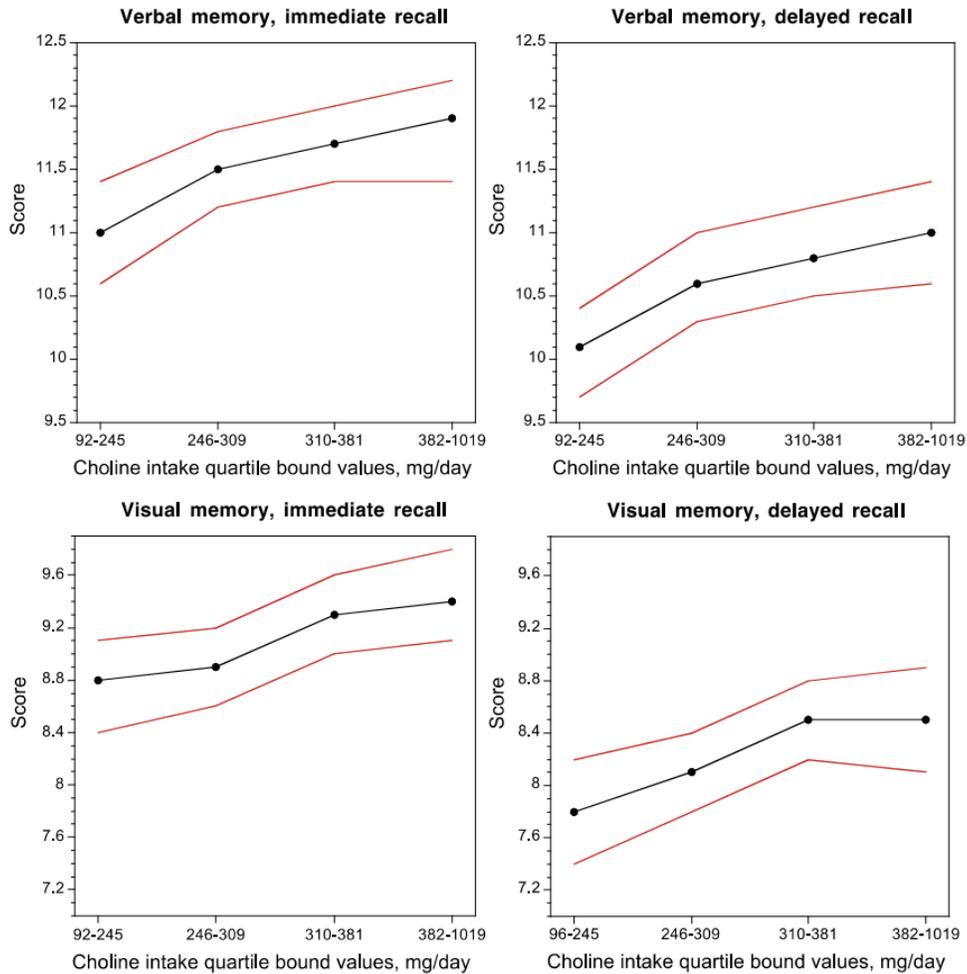 Verbal memory, immediate recall
12.5
12
11.5
11
10.5
10
9.5
Score
92-245 246-309 310-381 382-1019
Choline intake quartile bound values, mg/day
Verbal memory, delayed recall
12.5
12
11.5
11
10.5
10
9.5
Score
92-245 246-309 310-381 382-1019
Choline intake quartile bound values, mg/day
Visual memory, immediate recall
9.6
9.2
8.8
8.4
8
7.6
7.2
Score
92-245 246-309 310-381 382-1019
Choline intake quartile bound values, mg/day
Visual memory, delayed recall
9.6
9.2
8.8
8.4
8
7.6
7.2
Score
96-245 246-309 310-381 382-1019
Choline intake quartile bound values, mg/day